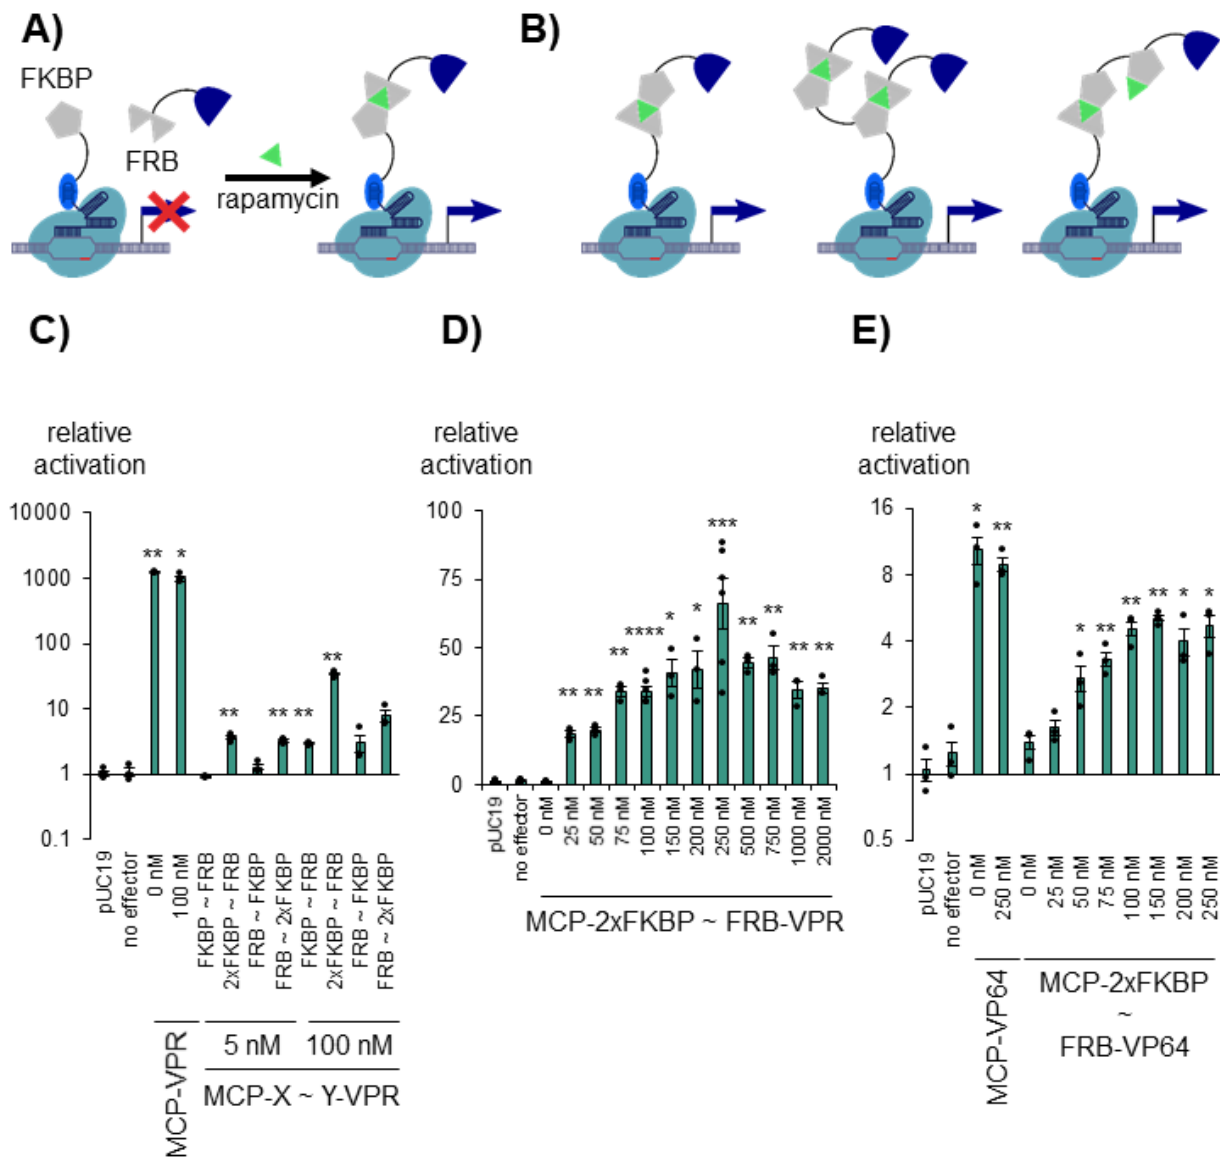 A)
B)
FKBP
FRB
rapamycin
C)
D)
E)
relative
activation
10000
1000
100
10
1
0.1
**
*
**
**
**
**
pUC19
no effector
0 nM
100 nM
FKBP ~ FRB
2xFKBP ~ FRB
FRB ~ FKBP
FRB ~ 2xFKBP
FKBP ~ FRB
2xFKBP ~ FRB
FRB ~ FKBP
FRB ~ 2xFKBP
MCP-VPR
5 nM
100 nM
MCP-X ~ Y-VPR
relative
activation
100
75
50
25
0
**
**
**
****
*
*
***
**
**
**
**
pUC19
no effector
0 nM
25 nM
50 nM
75 nM
100 nM
150 nM
200 nM
250 nM
500 nM
750 nM
1000 nM
2000 nM
MCP-2xFKBP ~ FRB-VPR
relative
activation
16
8
4
2
1
0.5
*
**
*
**
**
**
*
*
pUC19
no effector
0 nM
250 nM
0 nM
25 nM
50 nM
75 nM
100 nM
150 nM
200 nM
250 nM
MCP-VP64
MCP-2xFKBP
~
FRB-VP64